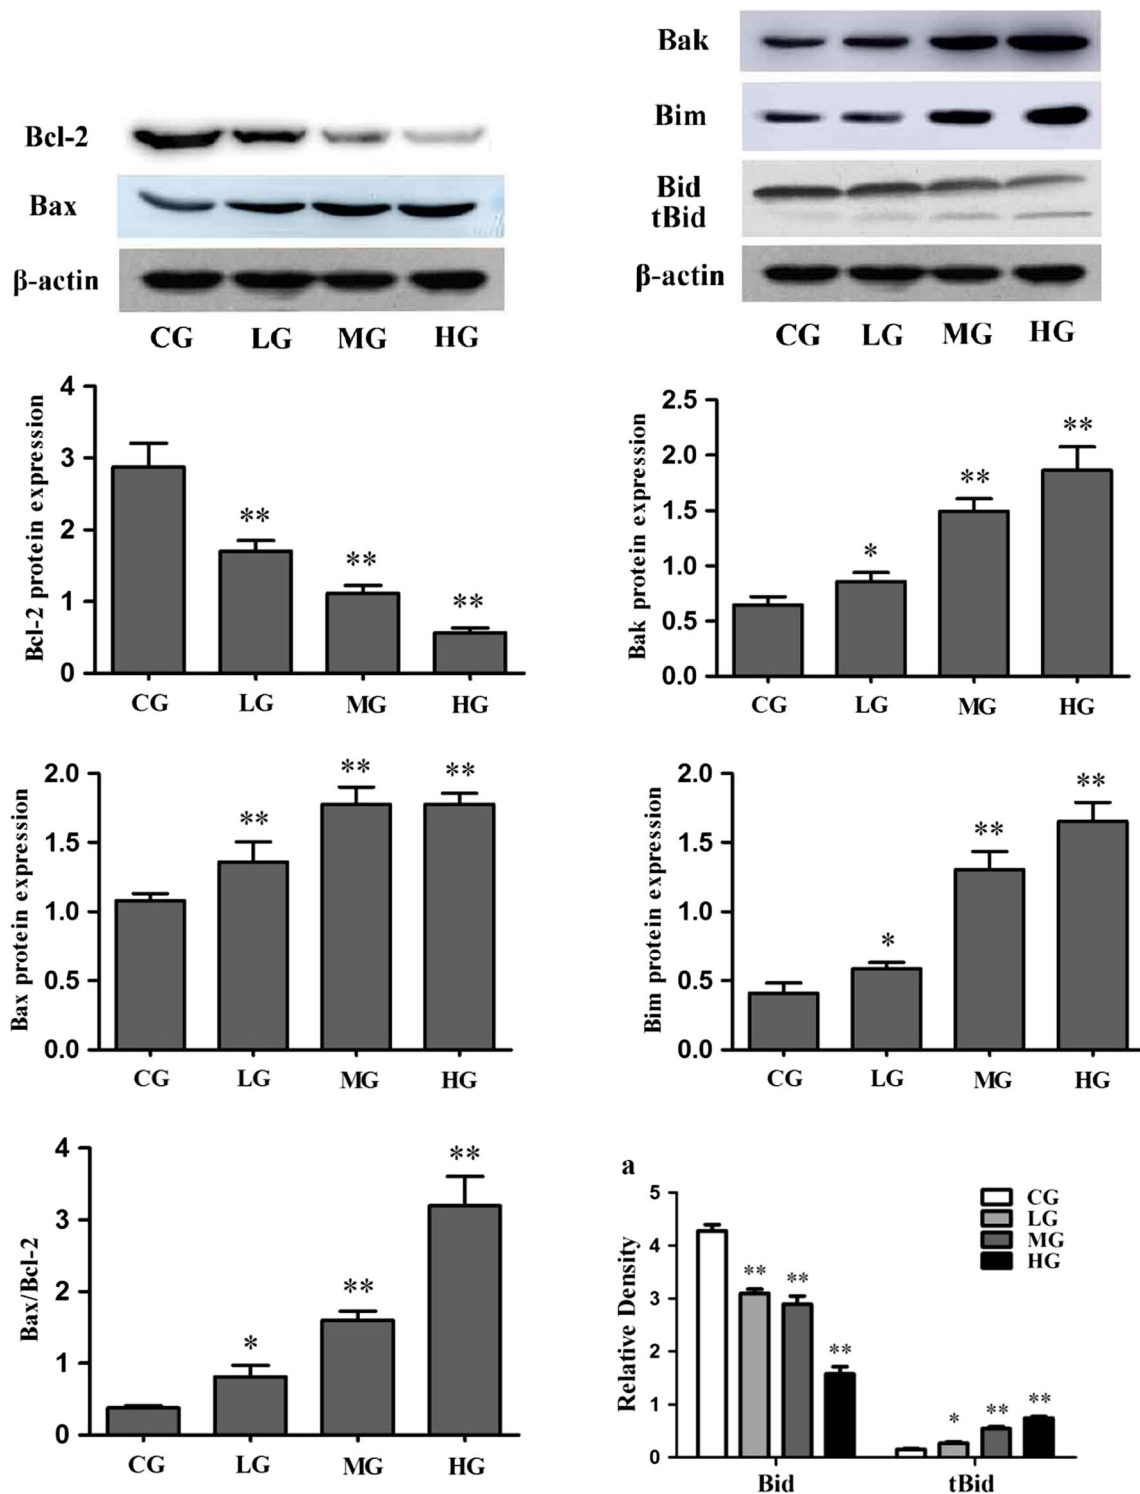 Bcl-2
Bax
β-actin
CG LG MG HG
Bak
Bim
Bid
tBid
β-actin
CG LG MG HG
Bcl-2 protein expression
4
3
2
1
0
** ** **
CG LG MG HG
Bak protein expression
2.5
2.0
1.5
1.0
0.5
0.0
* ** **
CG LG MG HG
Bax protein expression
2.0
1.5
1.0
0.5
0.0
** ** **
CG LG MG HG
Bim protein expression
2.0
1.5
1.0
0.5
0.0
* ** **
CG LG MG HG
Bax/Bcl-2
4
3
2
1
0
* ** **
CG LG MG HG
a
Relative Density
5
4
3
2
1
0
CG
LG
MG
HG
** ** **
* ** **
Bid tBid